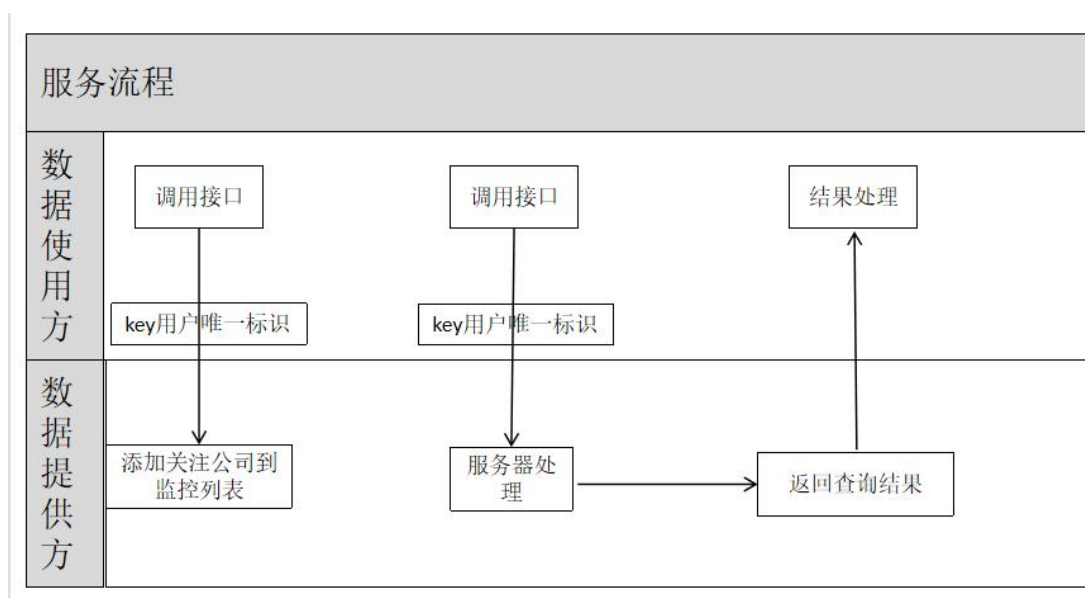 服务流程
数据使用方
调用接口
调用接口
结果处理
key用户唯一标识
key用户唯一标识
数据提供方
添加关注公司到
监控列表
服务器处
理
返回查询结果